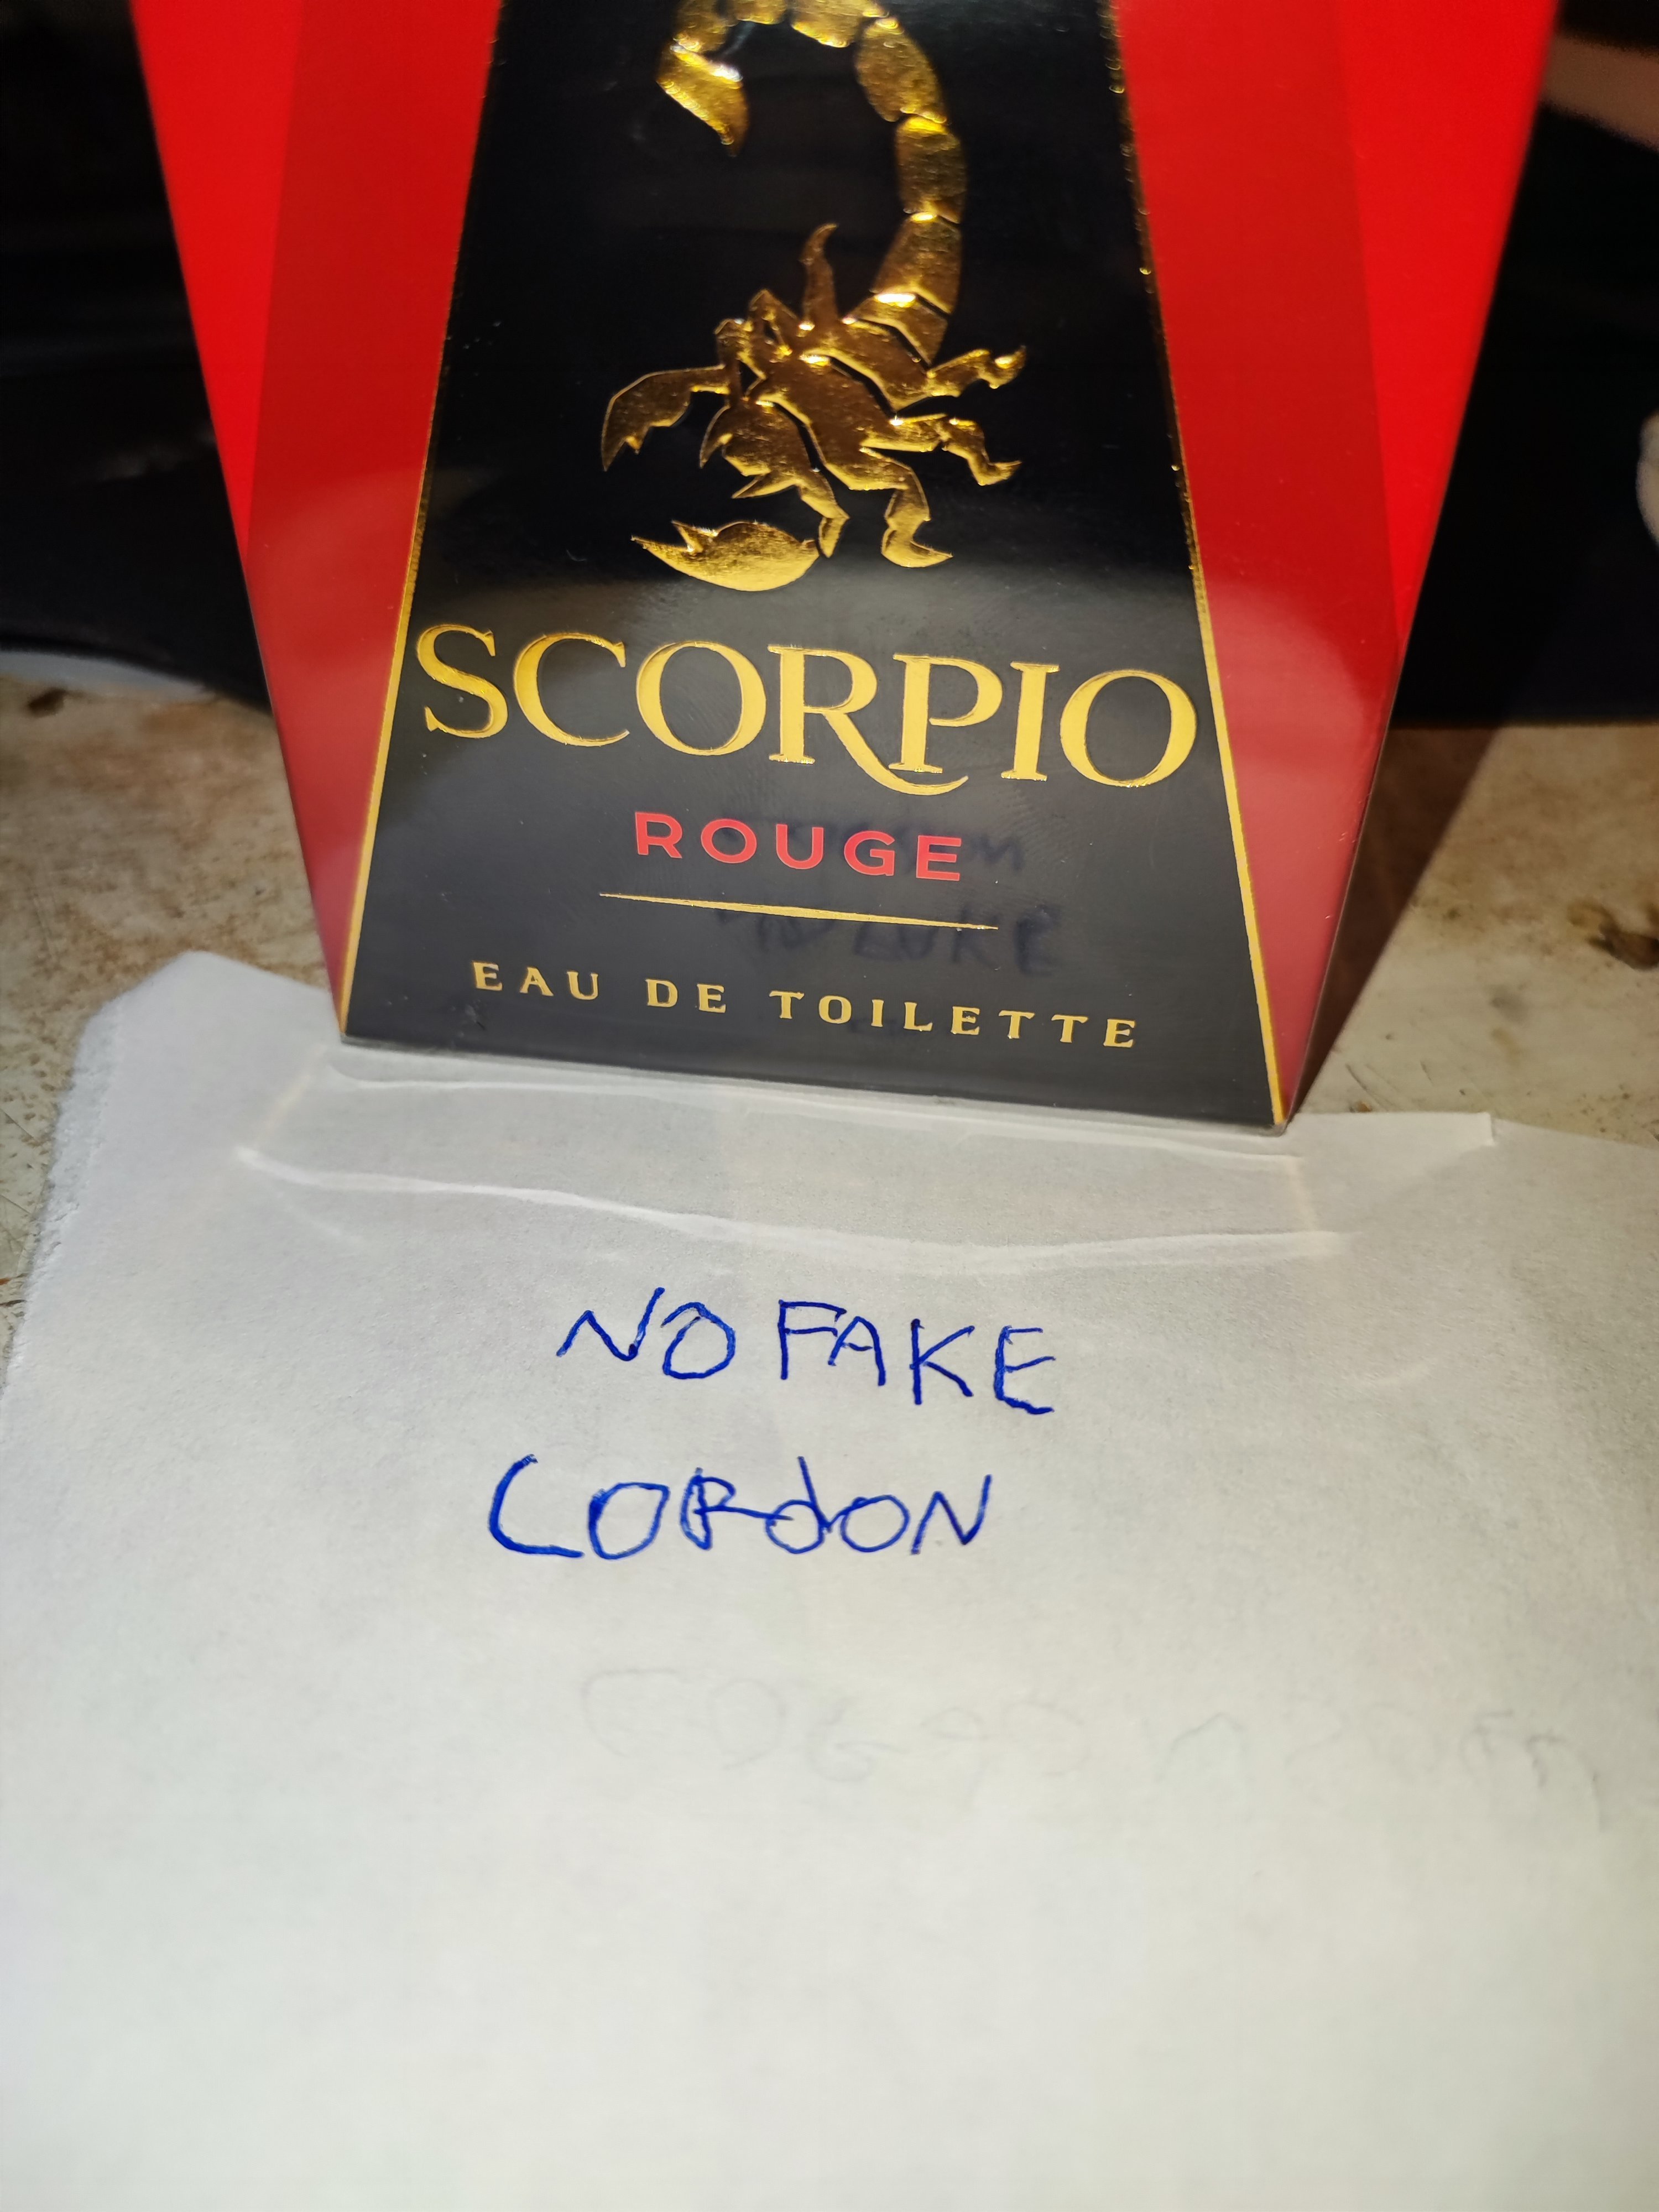 SCORPIO
ROUGE
EAU DE TOILETTE
NO FAKE
CORdON